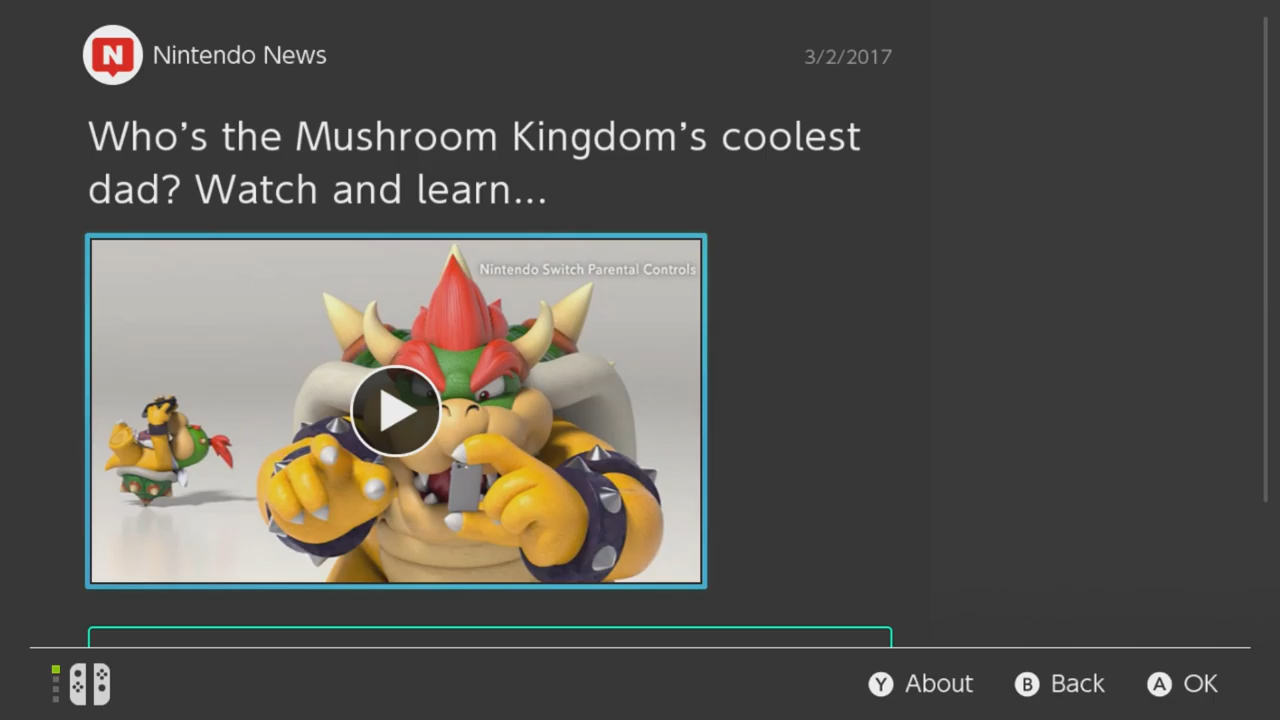 N Nintendo News
3/2/2017
Who's the Mushroom Kingdom's coolest
dad? Watch and learn...
Nintendo Switch Parental Controls
Y About
B Back
A OK